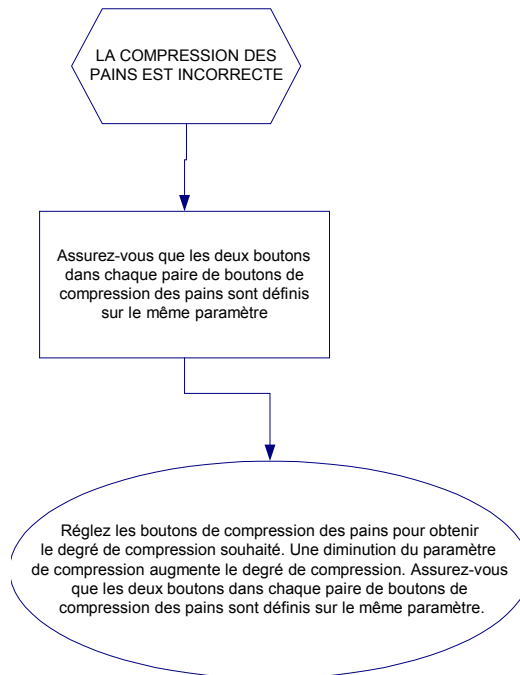 LA COMPRESSION DES
PAINS EST INCORRECTE
Assurez-vous que les deux boutons
dans chaque paire de boutons de
compression des pains sont définis
sur le même paramètre
Réglez les boutons de compression des pains pour obtenir
le degré de compression souhaité. Une diminution du paramètre
de compression augmente le degré de compression. Assurez-vous
que les deux boutons dans chaque paire de boutons de
compression des pains sont définis sur le même paramètre.